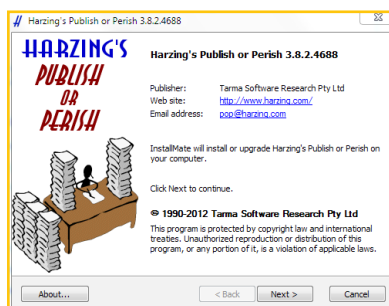 Harzing's Publish or Perish 3.8.2.4688
HARZING'S
PUBLISH
OR
PERISH
Harzing's Publish or Perish 3.8.2.4688
Publisher: Tarma Software Research Pty Ltd
Web site: http://www.harzing.com/
Email address: pop@harzing.com
InstallMate will install or upgrade Harzing's Publish or Perish on
your computer.
Click Next to continue.
© 1990-2012 Tarma Software Research Pty Ltd
This program is protected by copyright law and international
treaties. Unauthorized reproduction or distribution of this
program, or any portion of it, is a violation of applicable laws.
About... < Back Next > Cancel